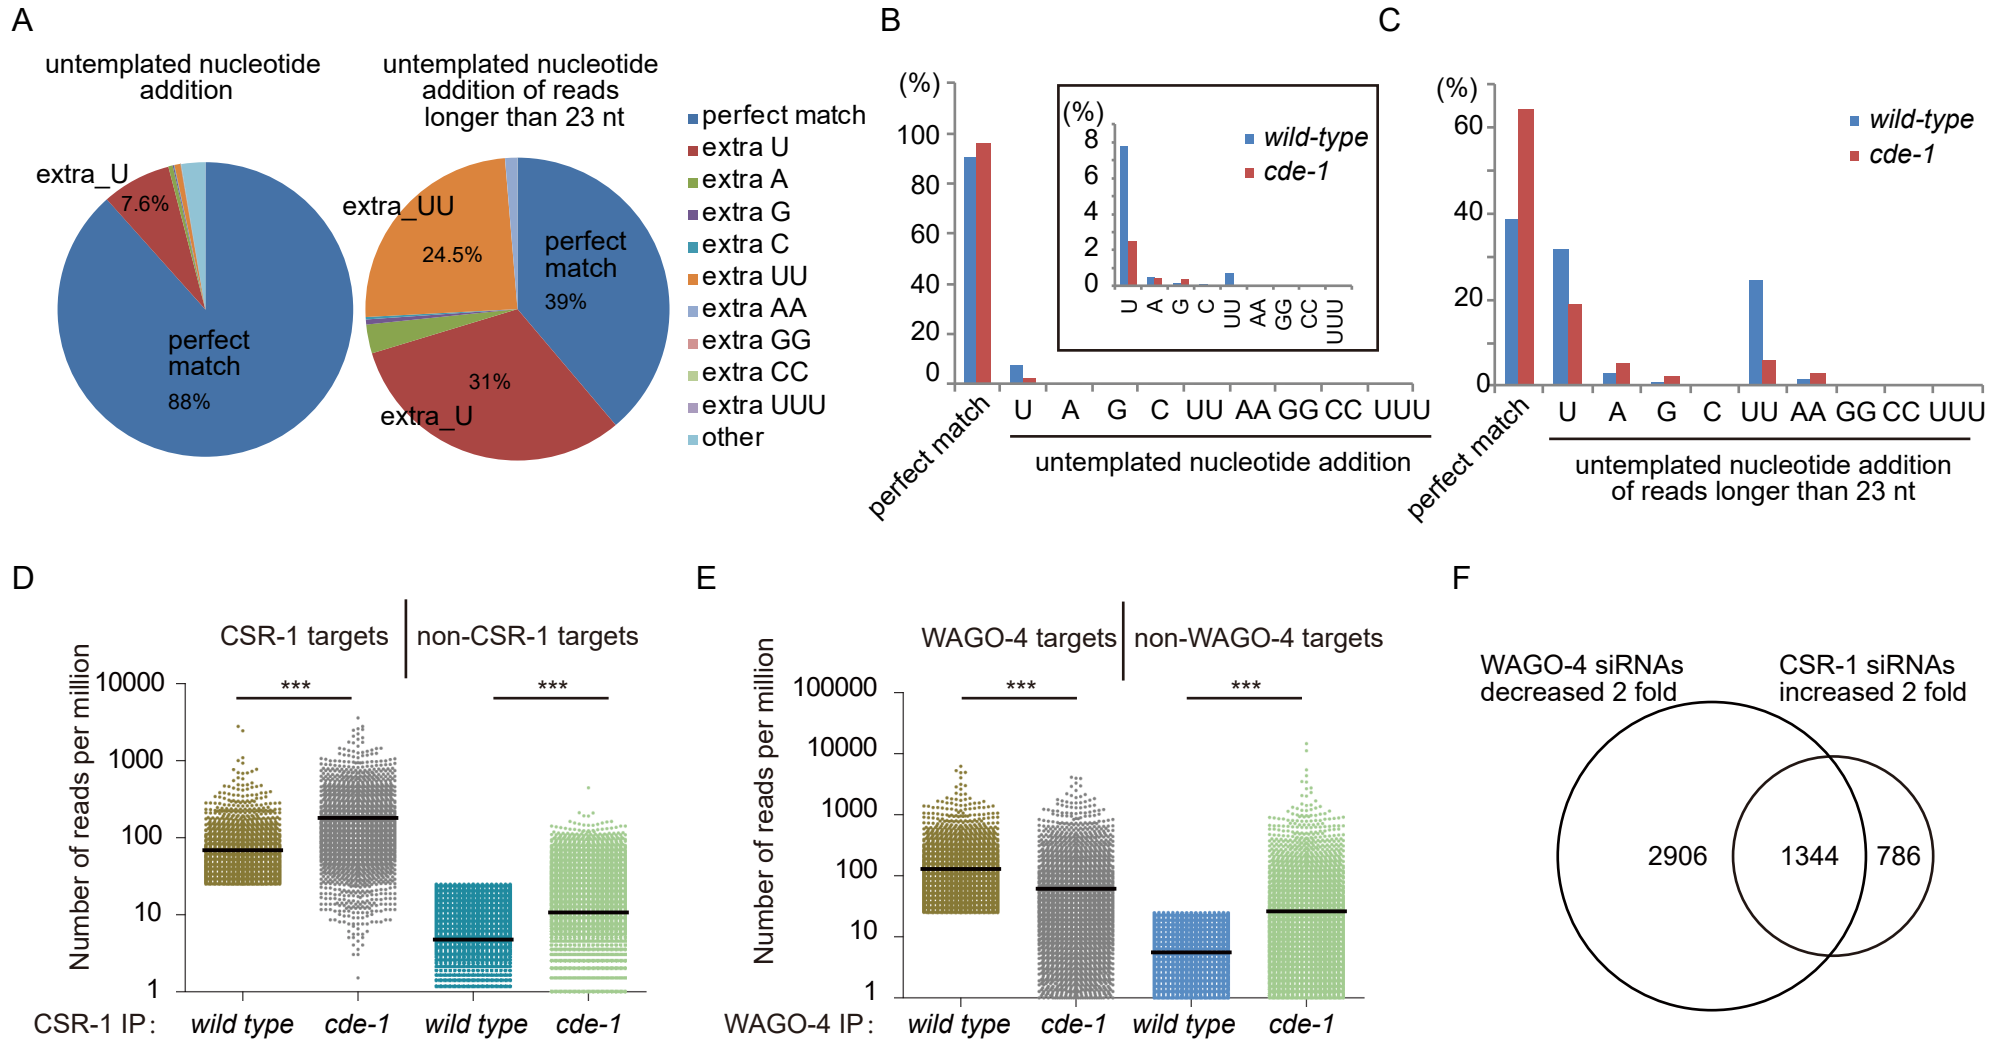 A
untemplated nucleotide
addition
untemplated nucleotide
addition of reads
longer than 23 nt
extra_U
7.6%
perfect
match
88%
extra_UU
24.5%
perfect
match
39%
31%
extra_U
perfect match
extra U
extra A
extra G
extra C
extra UU
extra AA
extra GG
extra CC
extra UUU
other
B
(%)
100
80
60
40
20
0
perfect match
U A G C UU AA GG CC UUU
untemplated nucleotide addition
(%)
8
6
4
2
0
U A G C UU AA GG CC UUU
wild-type
cde-1
C
(%)
60
40
20
0
wild-type
cde-1
perfect match
U A G C UU AA GG CC UUU
untemplated nucleotide addition
of reads longer than 23 nt
D
CSR-1 targets non-CSR-1 targets
*** ***
Number of reads per million
10000
1000
100
10
1
CSR-1 IP: wild type cde-1 wild type cde-1
E
WAGO-4 targets non-WAGO-4 targets
*** ***
Number of reads per million
100000
10000
1000
100
10
1
WAGO-4 IP: wild type cde-1 wild type cde-1
F
WAGO-4 siRNAs
decreased 2 fold
CSR-1 siRNAs
increased 2 fold
2906 1344 786